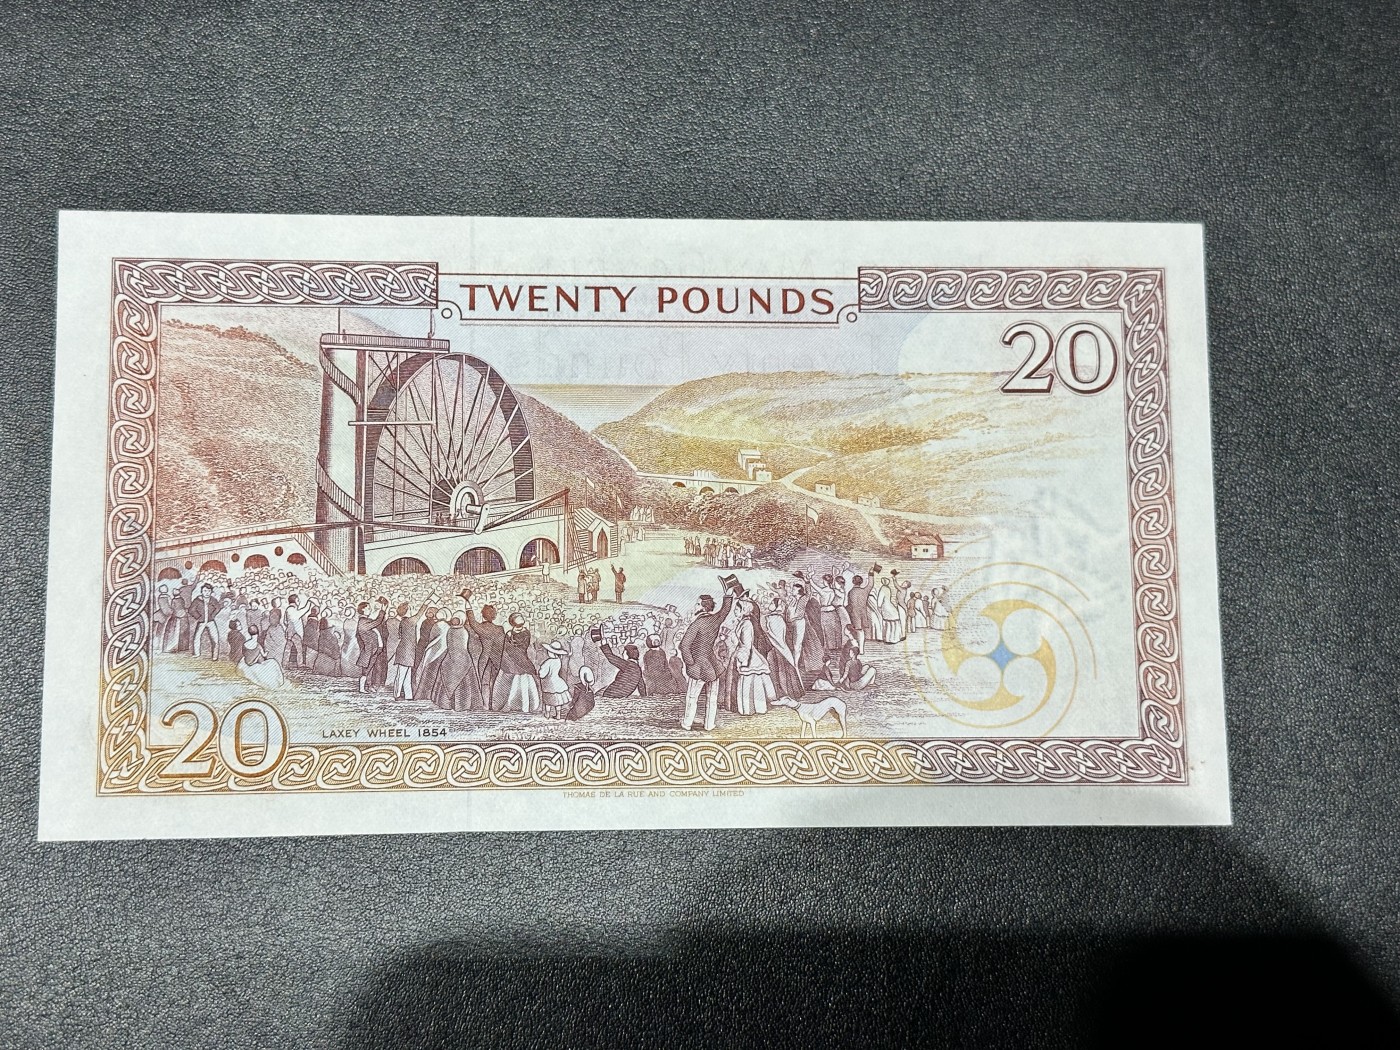 TWENTY POUNDS
20
20
LAXEY WHEEL 1854
THOMAS DE LA RUE AND COMPANY LIMITED